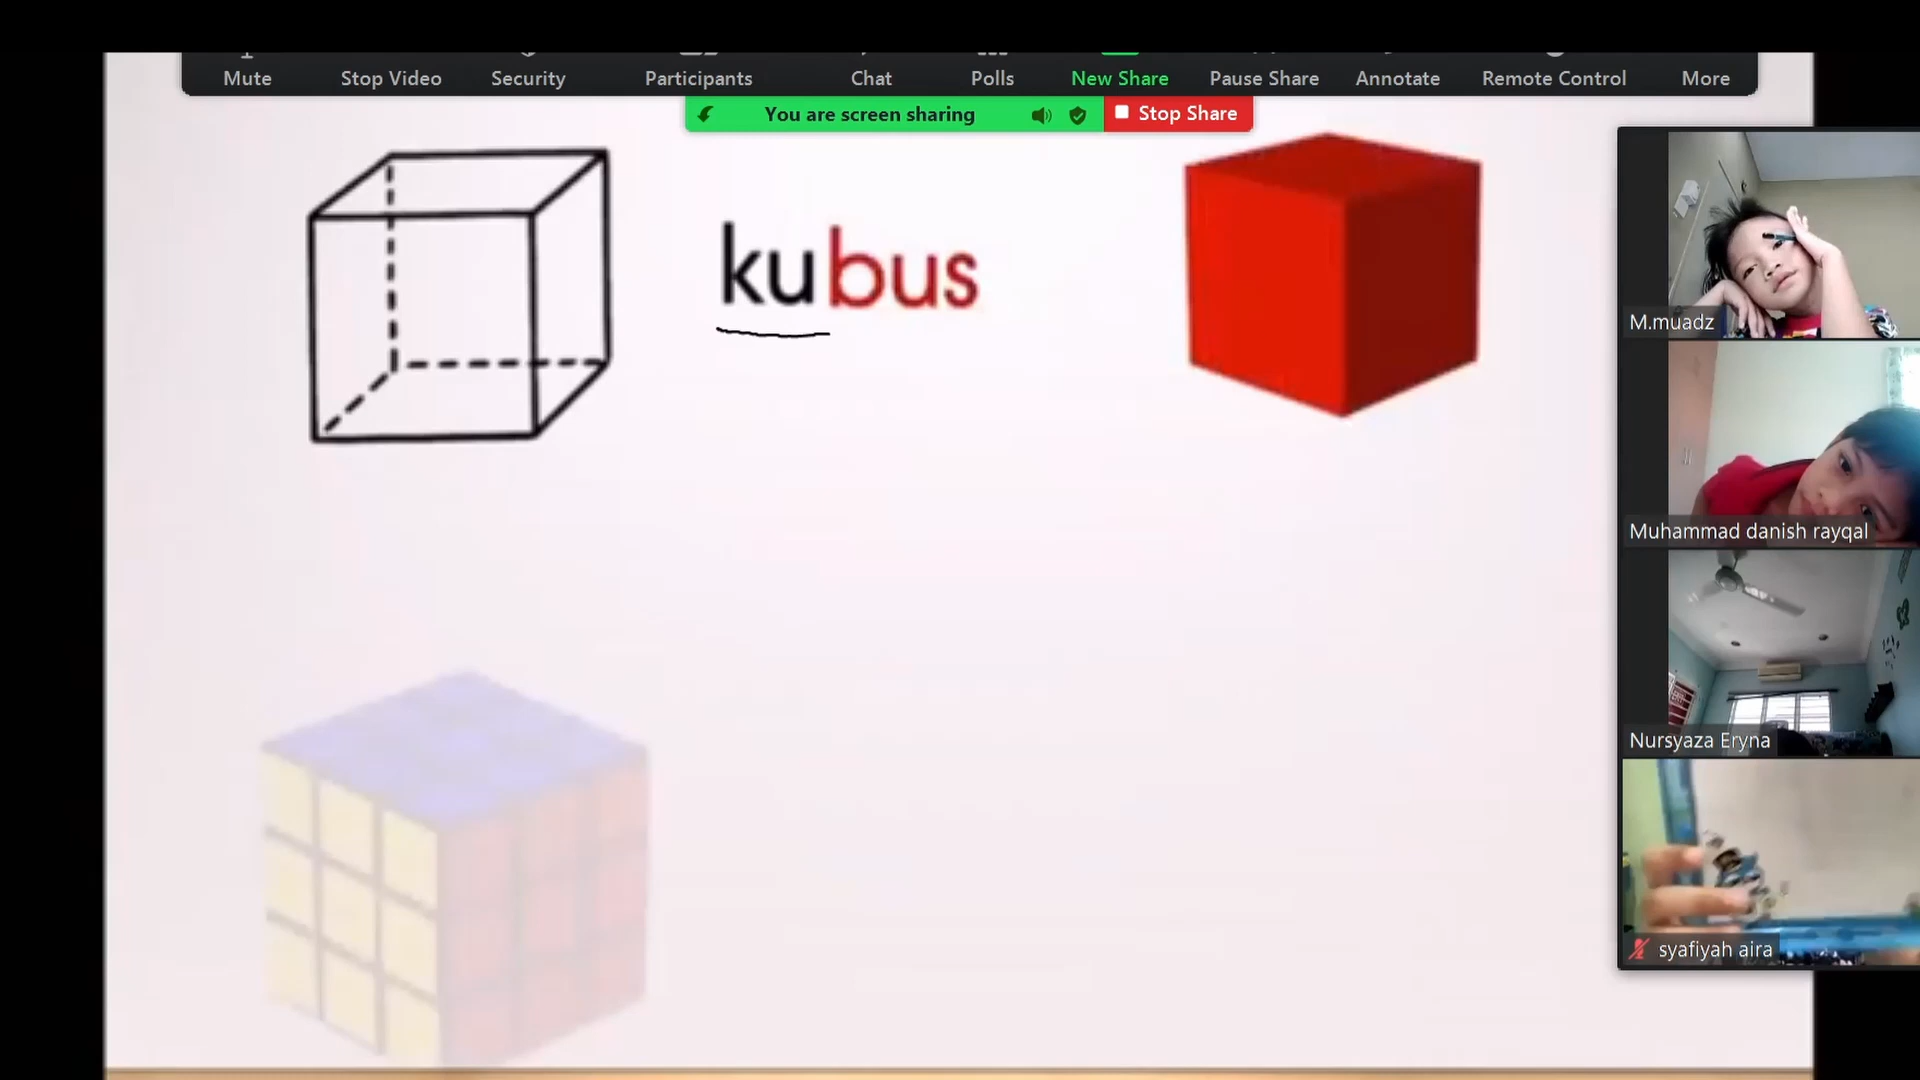 Mute Stop Video Security Participants Chat Polls New Share Pause Share Annotate Remote Control More
You are screen sharing Stop Share
kubus
M.muadz
Muhammad danish rayqal
Nursyaza Eryna
syafiyah aira